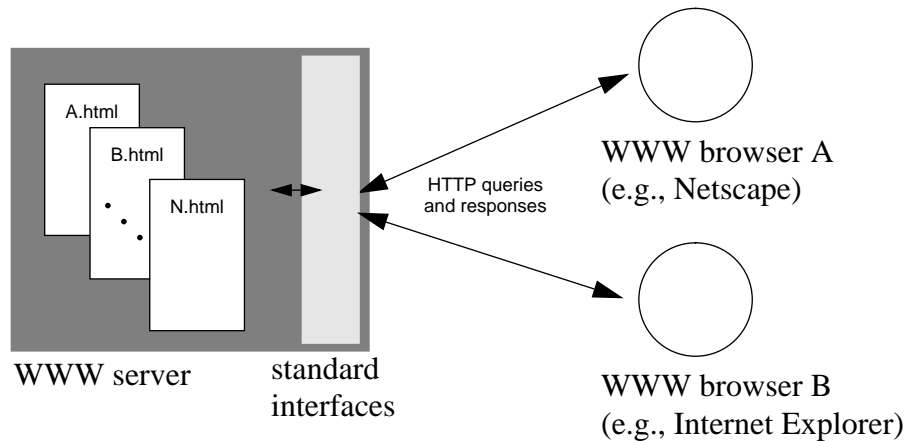 A.html
B.html
N.html
WWW server
standard
interfaces
HTTP queries
and responses
WWW browser A
(e.g., Netscape)
WWW browser B
(e.g., Internet Explorer)